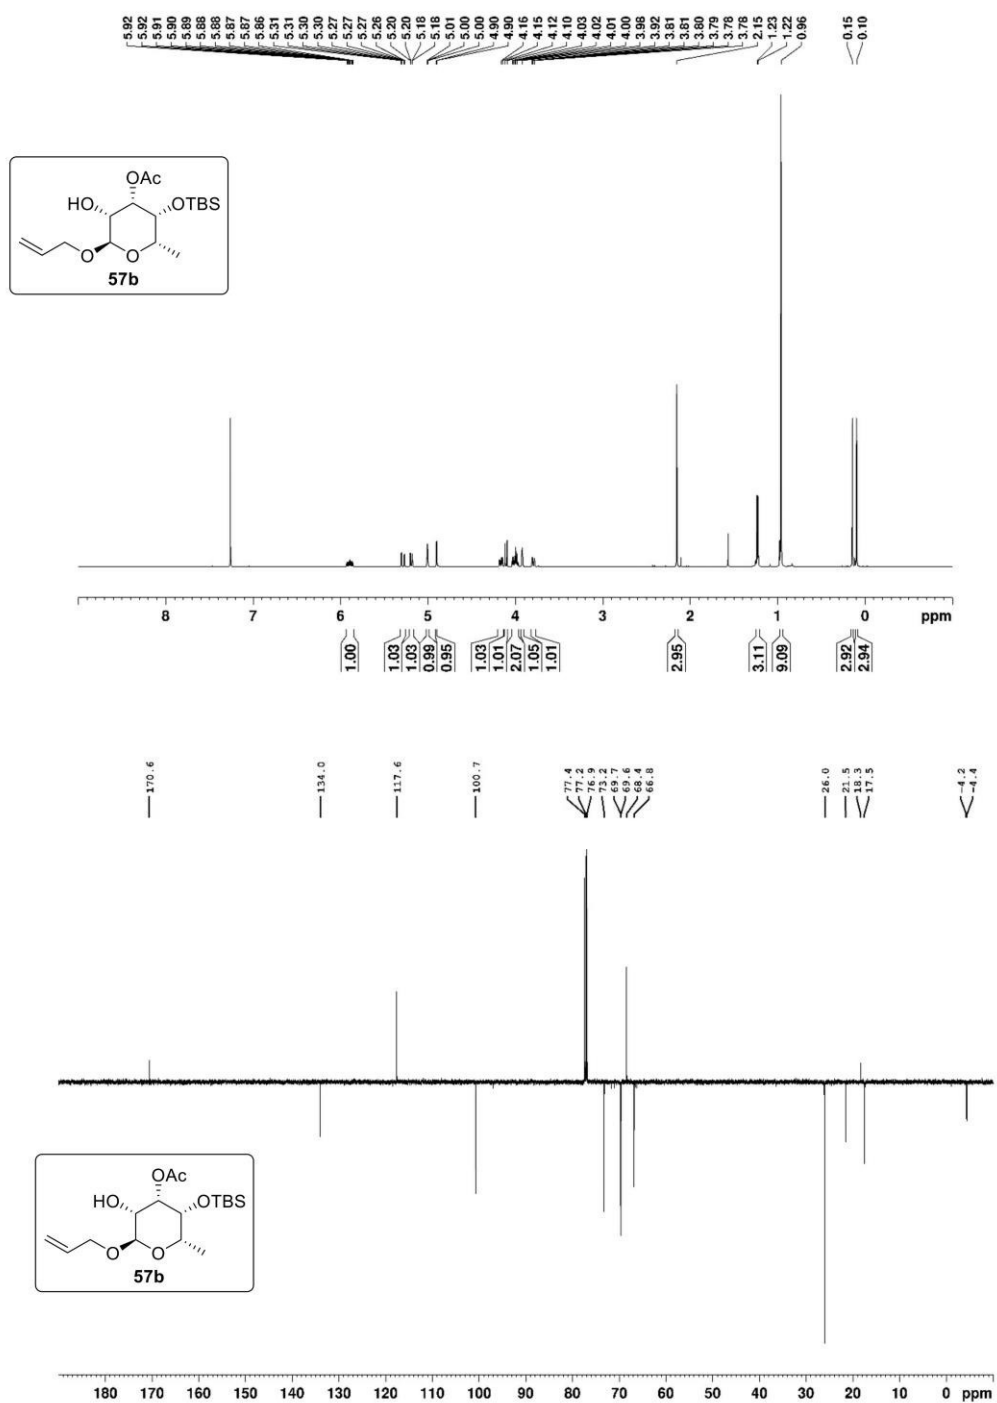 5.92 5.92 5.91 5.90 5.89 5.88 5.88 5.87 5.87 5.86 5.31 5.31 5.30 5.30 5.27 5.27 5.27 5.26 5.20 5.20 5.18 5.18 5.01 5.00 5.00 4.90 4.90 4.16 4.15 4.12 4.10 4.03 4.02 4.01 4.00 3.98 3.92 3.81 3.81 3.80 3.79 3.78 3.78 2.15 1.23 1.22 0.96 0.15 0.10
OAc
HO OTBS
O O
57b
8 7 6 5 4 3 2 1 0 ppm
1.00 1.03 1.03 0.99 0.95 1.03 1.01 2.07 1.05 1.01 2.95 3.11 9.09 2.92 2.94
170.6 134.0 117.6 100.7 77.4 77.2 76.9 73.2 69.7 69.6 68.4 66.8 26.0 21.5 18.3 17.5 -4.2 -4.4
OAc
HO OTBS
O O
57b
180 170 160 150 140 130 120 110 100 90 80 70 60 50 40 30 20 10 0 ppm